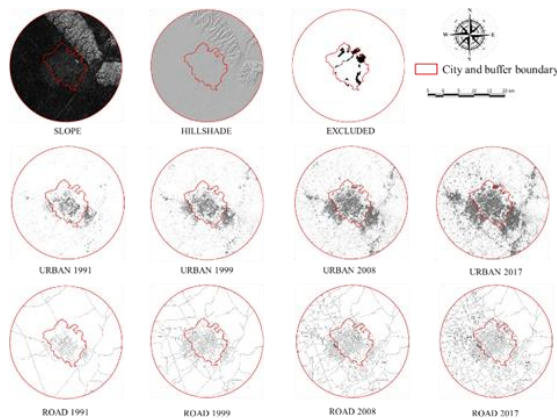 N
W E
S
City and buffer boundary
SLOPE HILLSHADE EXCLUDED
URBAN 1991 URBAN 1999 URBAN 2008 URBAN 2017
ROAD 1991 ROAD 1999 ROAD 2008 ROAD 2017